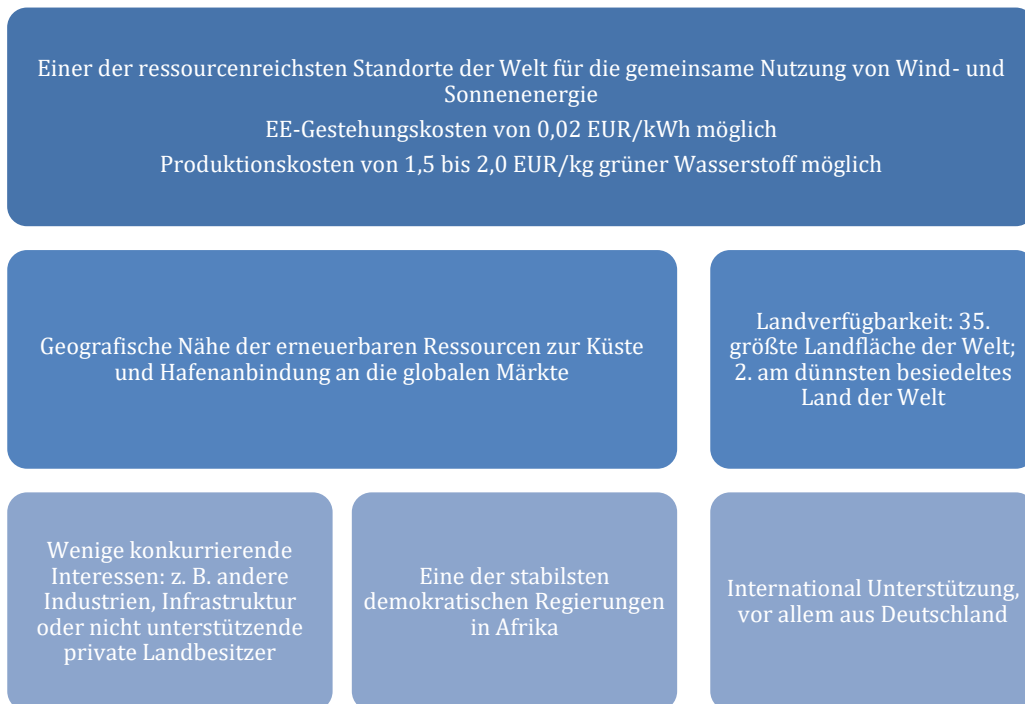 Einer der ressourcenreichsten Standorte der Welt für die gemeinsame Nutzung von Wind- und
Sonnenenergie
EE-Gestehungskosten von 0,02 EUR/kWh möglich
Produktionskosten von 1,5 bis 2,0 EUR/kg grüner Wasserstoff möglich
Geografische Nähe der erneuerbaren Ressourcen zur Küste
und Hafenanbindung an die globalen Märkte
Landverfügbarkeit: 35.
größte Landfläche der Welt;
2. am dünnsten besiedeltes
Land der Welt
Wenige konkurrierende
Interessen: z. B. andere
Industrien, Infrastruktur
oder nicht unterstützende
private Landbesitzer
Eine der stabilsten
demokratischen Regierungen
in Afrika
International Unterstützung,
vor allem aus Deutschland